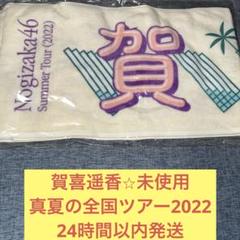 Nogizaka46
Summer Tour (2022)
賀
賀喜遥香☆未使用
真夏の全国ツアー2022
24時間以内発送